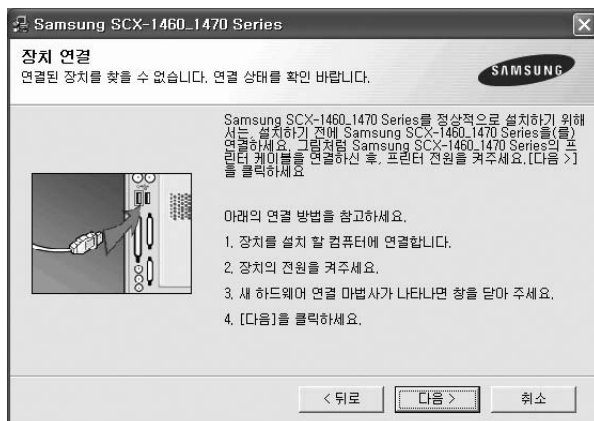 Samsung SCX-1460_1470 Series
장치 연결
연결된 장치를 찾을 수 없습니다. 연결 상태를 확인 바랍니다.
SAMSUNG
Samsung SCX-1460_1470 Series를 정상적으로 설치하기 위해
서는, 설치하기 전에 Samsung SCX-1460_1470 Series을(를)
연결하세요. 그림처럼 Samsung SCX-1460_1470 Series의 프
린터 케이블을 연결하신 후, 프린터 전원을 켜주세요.[다음 >]
을 클릭하세요
아래의 연결 방법을 참고하세요.
1. 장치를 설치 할 컴퓨터에 연결합니다.
2. 장치의 전원을 켜주세요.
3. 새 하드웨어 연결 마법사가 나타나면 창을 닫아 주세요.
4. [다음]을 클릭하세요.
< 뒤로
다음 >
취소